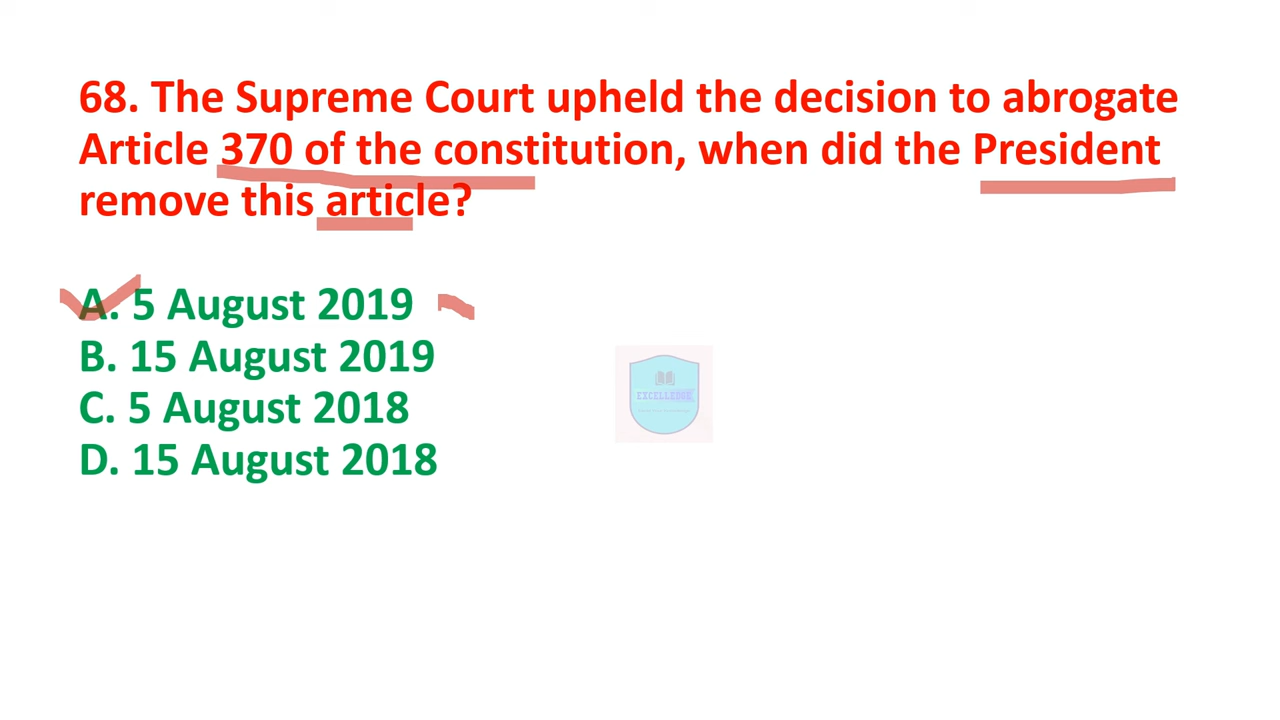 68. The Supreme Court upheld the decision to abrogate
Article 370 of the constitution, when did the President
remove this article?
A. 5 August 2019
B. 15 August 2019
C. 5 August 2018
D. 15 August 2018
EXCELLEDGE